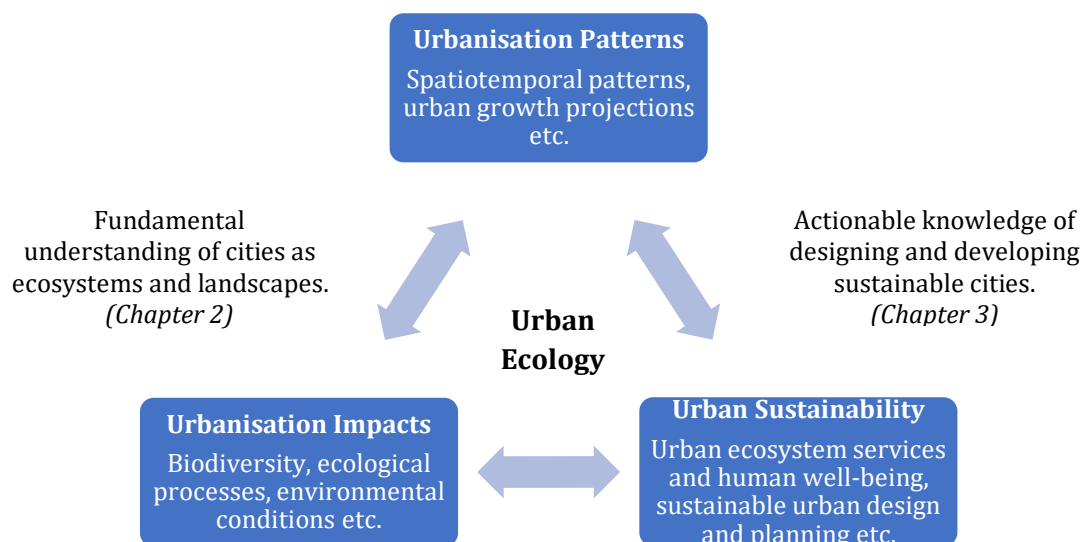 Urbanisation Patterns
Spatiotemporal patterns,
urban growth projections
etc.
Fundamental
understanding of cities as
ecosystems and landscapes.
(Chapter 2)
Actionable knowledge of
designing and developing
sustainable cities.
(Chapter 3)
Urban
Ecology
Urbanisation Impacts
Biodiversity, ecological
processes, environmental
conditions etc.
Urban Sustainability
Urban ecosystem services
and human well-being,
sustainable urban design
and planning etc.